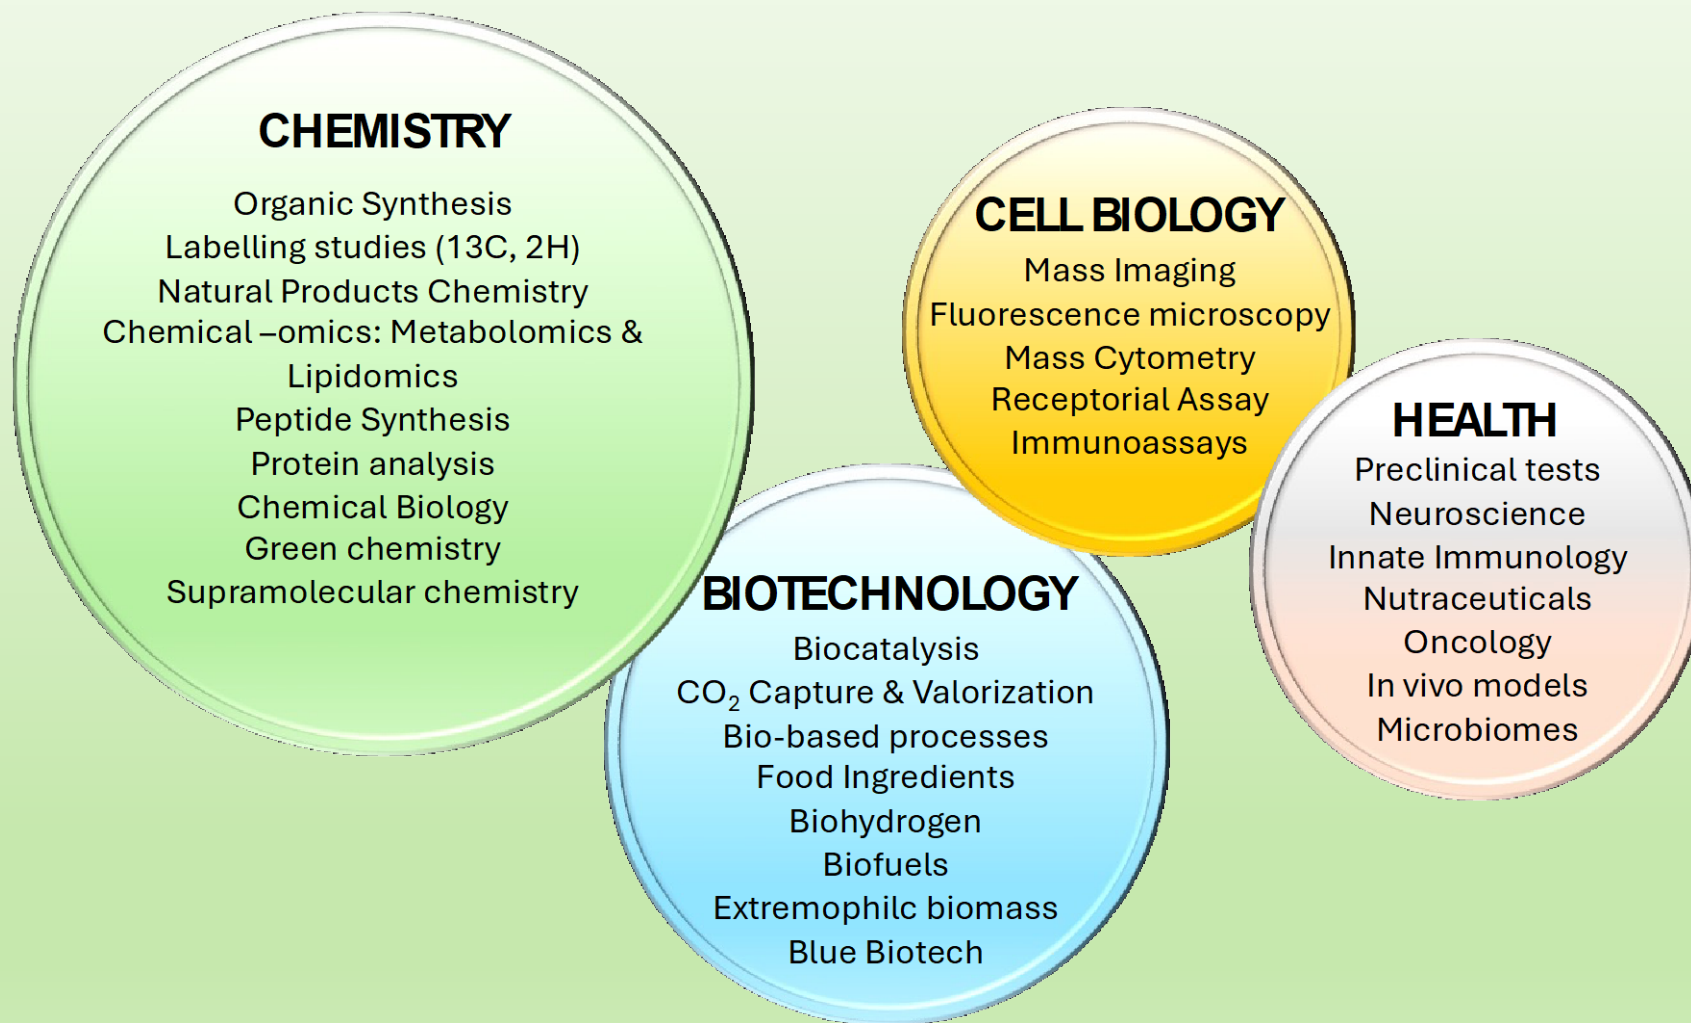 CHEMISTRY
Organic Synthesis
Labelling studies (13C, 2H)
Natural Products Chemistry
Chemical –omics: Metabolomics &
Lipidomics
Peptide Synthesis
Protein analysis
Chemical Biology
Green chemistry
Supramolecular chemistry
CELL BIOLOGY
Mass Imaging
Fluorescence microscopy
Mass Cytometry
Receptorial Assay
Immunoassays
BIOTECHNOLOGY
Biocatalysis
CO₂ Capture & Valorization
Bio-based processes
Food Ingredients
Biohydrogen
Biofuels
Extremophilc biomass
Blue Biotech
HEALTH
Preclinical tests
Neuroscience
Innate Immunology
Nutraceuticals
Oncology
In vivo models
Microbiomes